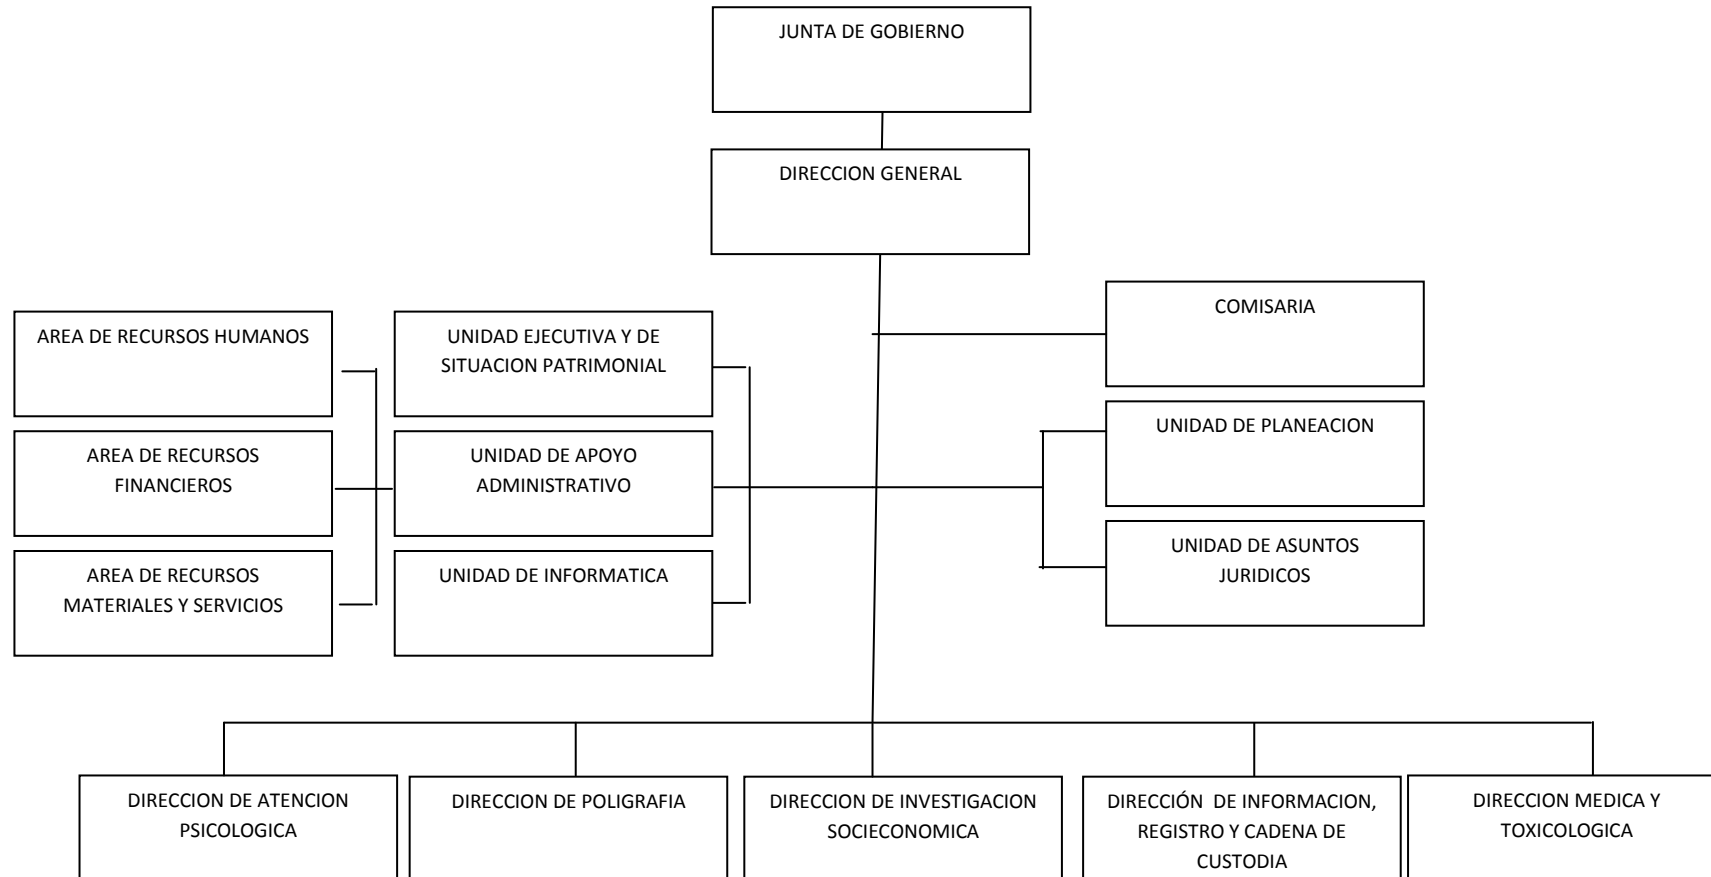 JUNTA DE GOBIERNO
DIRECCION GENERAL
COMISARIA
AREA DE RECURSOS HUMANOS
UNIDAD EJECUTIVA Y DE
SITUACION PATRIMONIAL
UNIDAD DE PLANEACION
AREA DE RECURSOS
FINANCIEROS
UNIDAD DE APOYO
ADMINISTRATIVO
UNIDAD DE ASUNTOS
JURIDICOS
AREA DE RECURSOS
MATERIALES Y SERVICIOS
UNIDAD DE INFORMATICA
DIRECCION DE ATENCION
PSICOLOGICA
DIRECCION DE POLIGRAFIA
DIRECCION DE INVESTIGACION
SOCIECONOMICA
DIRECCIÓN  DE INFORMACION,
REGISTRO Y CADENA DE
CUSTODIA
DIRECCION MEDICA Y
TOXICOLOGICA